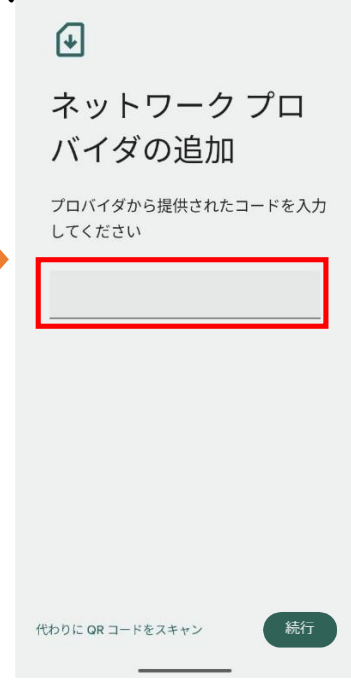 ネットワーク プロ
バイダの追加
プロバイダから提供されたコードを入力
してください
代わりに QR コードをスキャン
続行